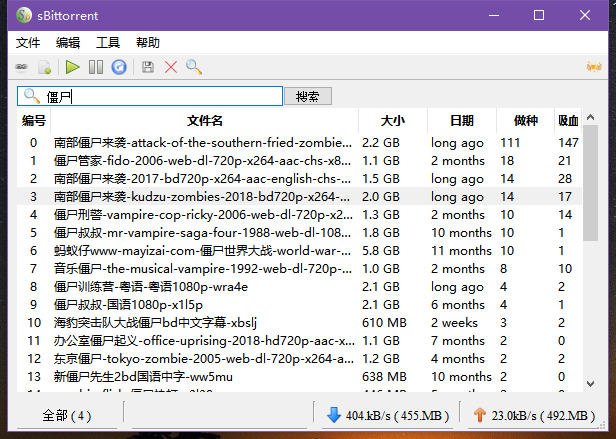 sBittorrent
文件 编辑 工具 帮助
僵尸 搜索
编号 文件名 大小 日期 做种 吸血
0 南部僵尸来袭-attack-of-the-southern-fried-zombie... 2.2 GB long ago 111 147
1 僵尸管家-fido-2006-web-dl-720p-x264-aac-chs-x8... 1.1 GB 2 months 18 21
2 南部僵尸来袭-2017-bd720p-x264-aac-english-chs-... 1.5 GB long ago 14 28
3 南部僵尸来袭-kudzu-zombies-2018-bd720p-x264-... 2.0 GB long ago 14 17
4 僵尸刑警-vampire-cop-ricky-2006-web-dl-720p-x2... 1.3 GB 2 months 10 14
5 僵尸叔叔-mr-vampire-saga-four-1988-web-dl-108... 1.8 GB 10 months 10 1
6 蚂蚁仔www-mayizai-com-僵尸世界大战-world-war-... 5.8 GB 11 months 10 1
7 音乐僵尸-the-musical-vampire-1992-web-dl-720p-... 1.0 GB 2 months 8 10
8 僵尸训练营-粤语-粤语1080p-wra4e 2.1 GB long ago 4 2
9 僵尸叔叔-国语1080p-x1l5p 2.1 GB 6 months 4 1
10 海豹突击队大战僵尸bd中文字幕-xbslj 610 MB 2 weeks 3 2
11 办公室僵尸起义-office-uprising-2018-hd720p-aac-x... 1.1 GB 7 months 2 0
12 东京僵尸-tokyo-zombie-2005-web-dl-720p-x264-a... 1.2 GB 4 months 2 2
13 新僵尸先生2bd国语中字-ww5mu 638 MB 10 months 2 0
全部 ( 4 ) 404.kB/s ( 455.MB ) 23.0kB/s ( 492.MB )